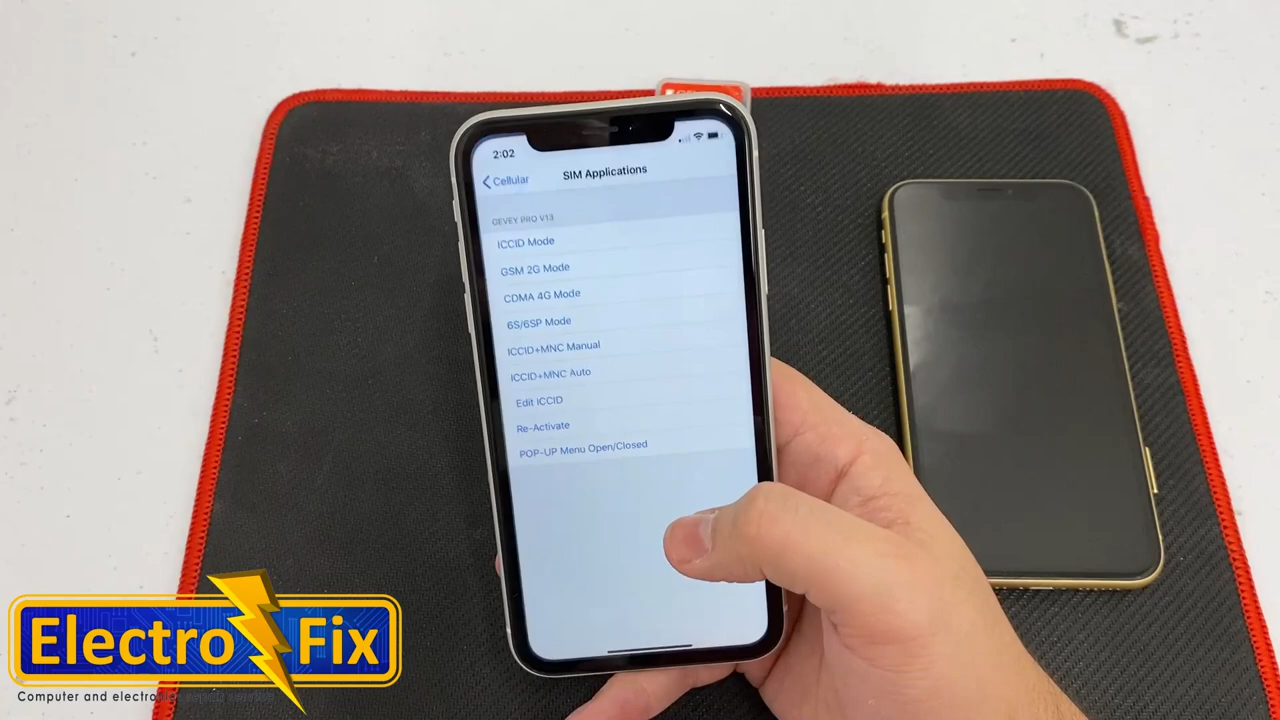 2:02
Cellular
SIM Applications
GEVEY PRO V13
ICCID Mode
GSM 2G Mode
CDMA 4G Mode
6S/6SP Mode
ICCID+MNC Manual
ICCID+MNC Auto
Edit ICCID
Re-Activate
POP-UP Menu Open/Closed
Electro Fix
Computer and electronic